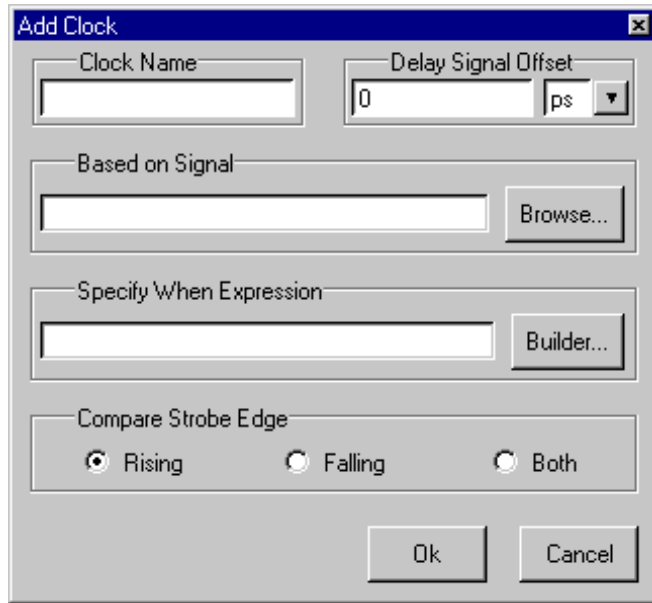 Add Clock
Clock Name
Delay Signal Offset
0
ps
Based on Signal
Browse...
Specify When Expression
Builder...
Compare Strobe Edge
Rising
Falling
Both
Ok
Cancel